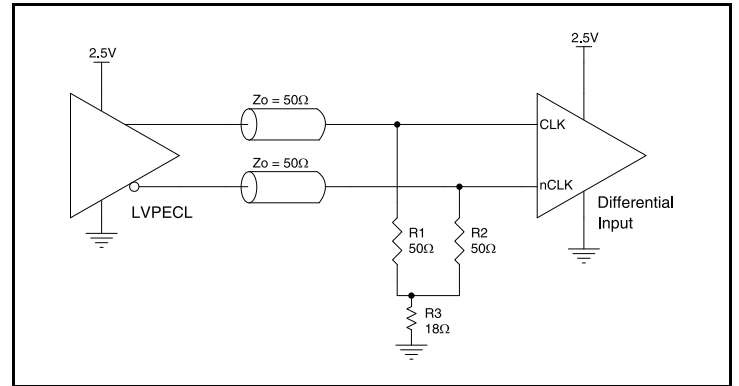 2.5V
2.5V
Zo = 50Ω
CLK
Zo = 50Ω
nCLK
LVPECL
Differential
Input
R1
50Ω
R2
50Ω
R3
18Ω